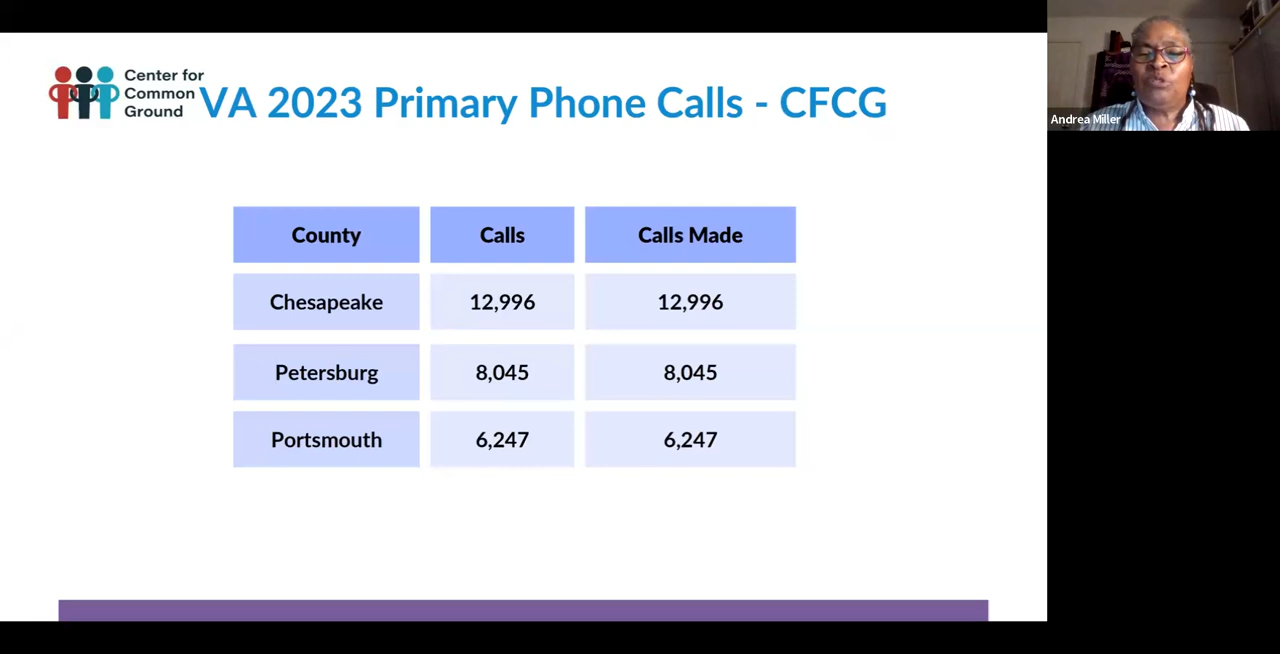 Center for
Common
Ground
VA 2023 Primary Phone Calls - CFCG
County Calls Calls Made
Chesapeake 12,996 12,996
Petersburg 8,045 8,045
Portsmouth 6,247 6,247
Andrea Miller